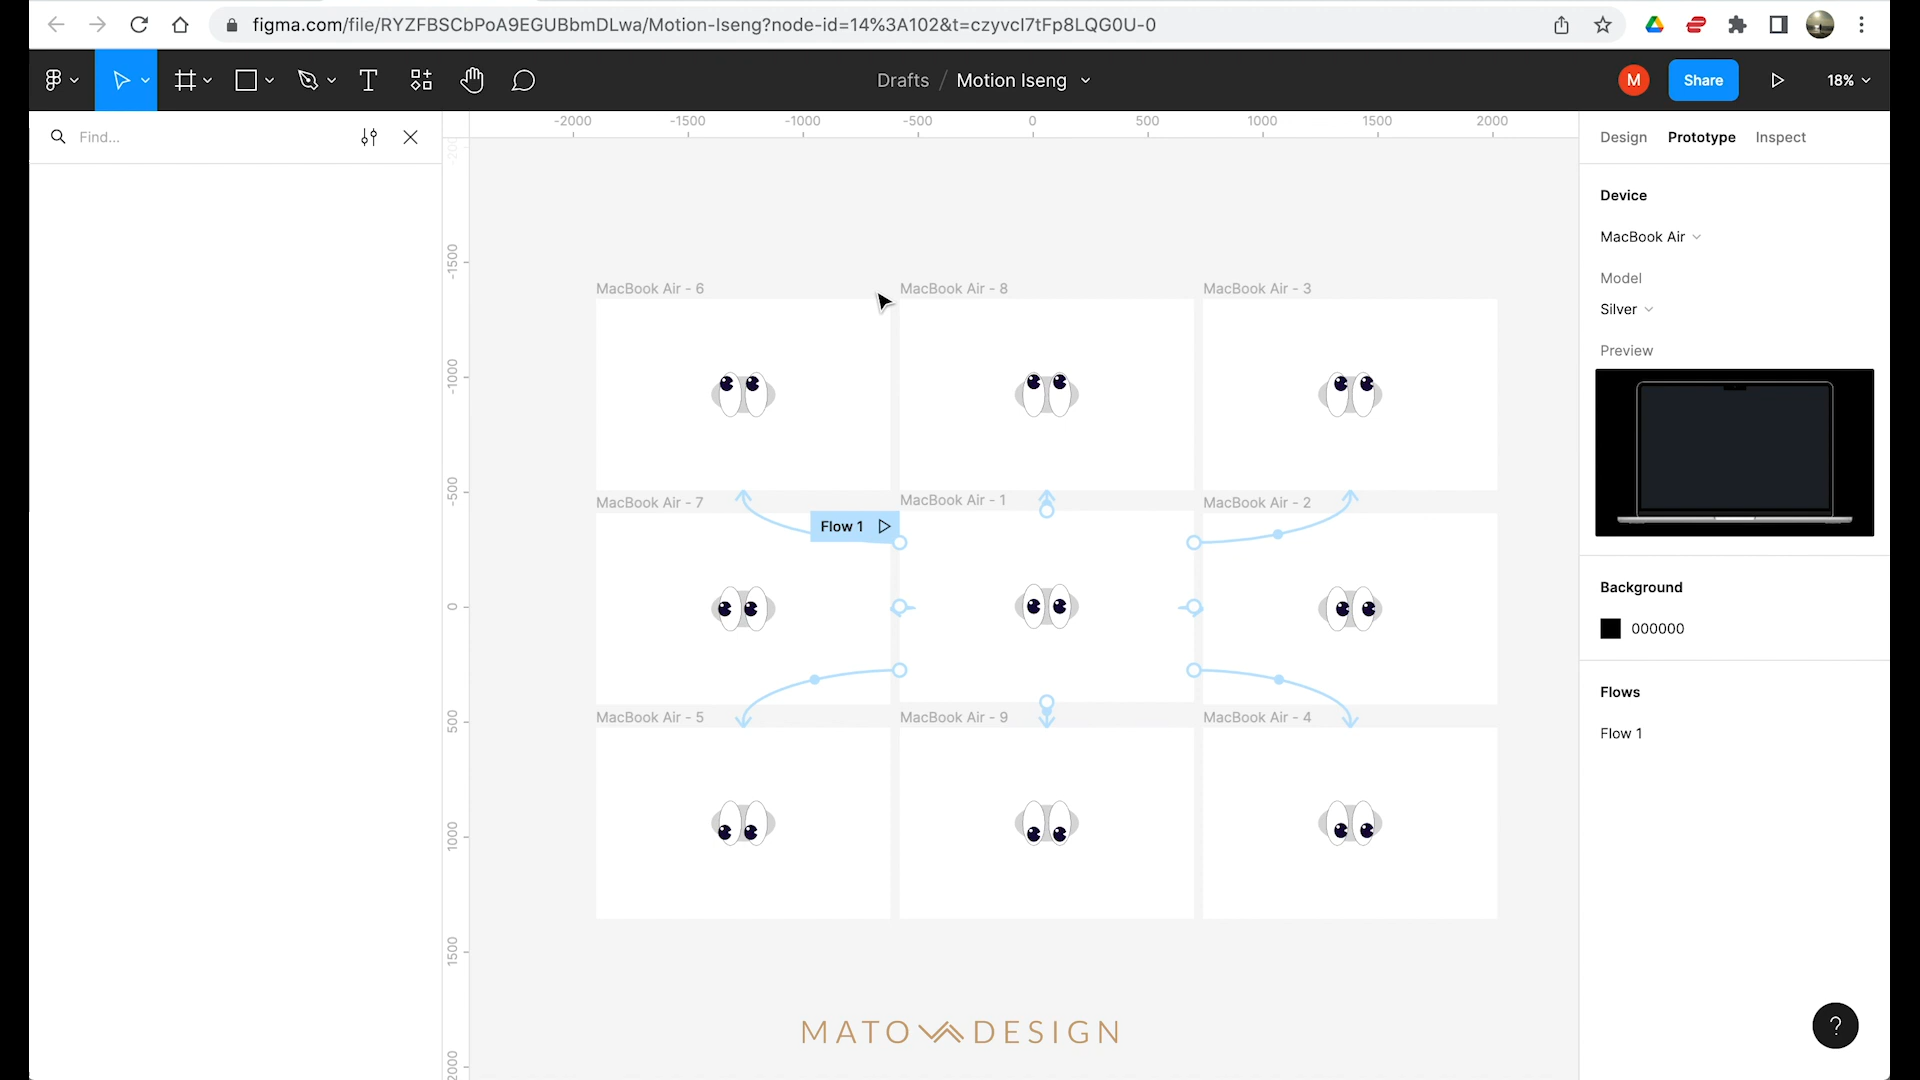 figma.com/file/RYZFBSCbPoA9EGUBbmDLwa/Motion-Iseng?node-id=14%3A102&t=czyvcI7tFp8LQG0U-0
Drafts / Motion Iseng
M
Share
18%
Find...
-2000 -1500 -1000 -500 0 500 1000 1500 2000
Design Prototype Inspect
Device
MacBook Air
Model
Silver
Preview
Background
000000
Flows
Flow 1
-1500
-1000
-500
0
500
1000
1500
2000
MacBook Air - 6
MacBook Air - 8
MacBook Air - 3
MacBook Air - 7
MacBook Air - 1
MacBook Air - 2
Flow 1
MacBook Air - 5
MacBook Air - 9
MacBook Air - 4
MATO DESIGN
?